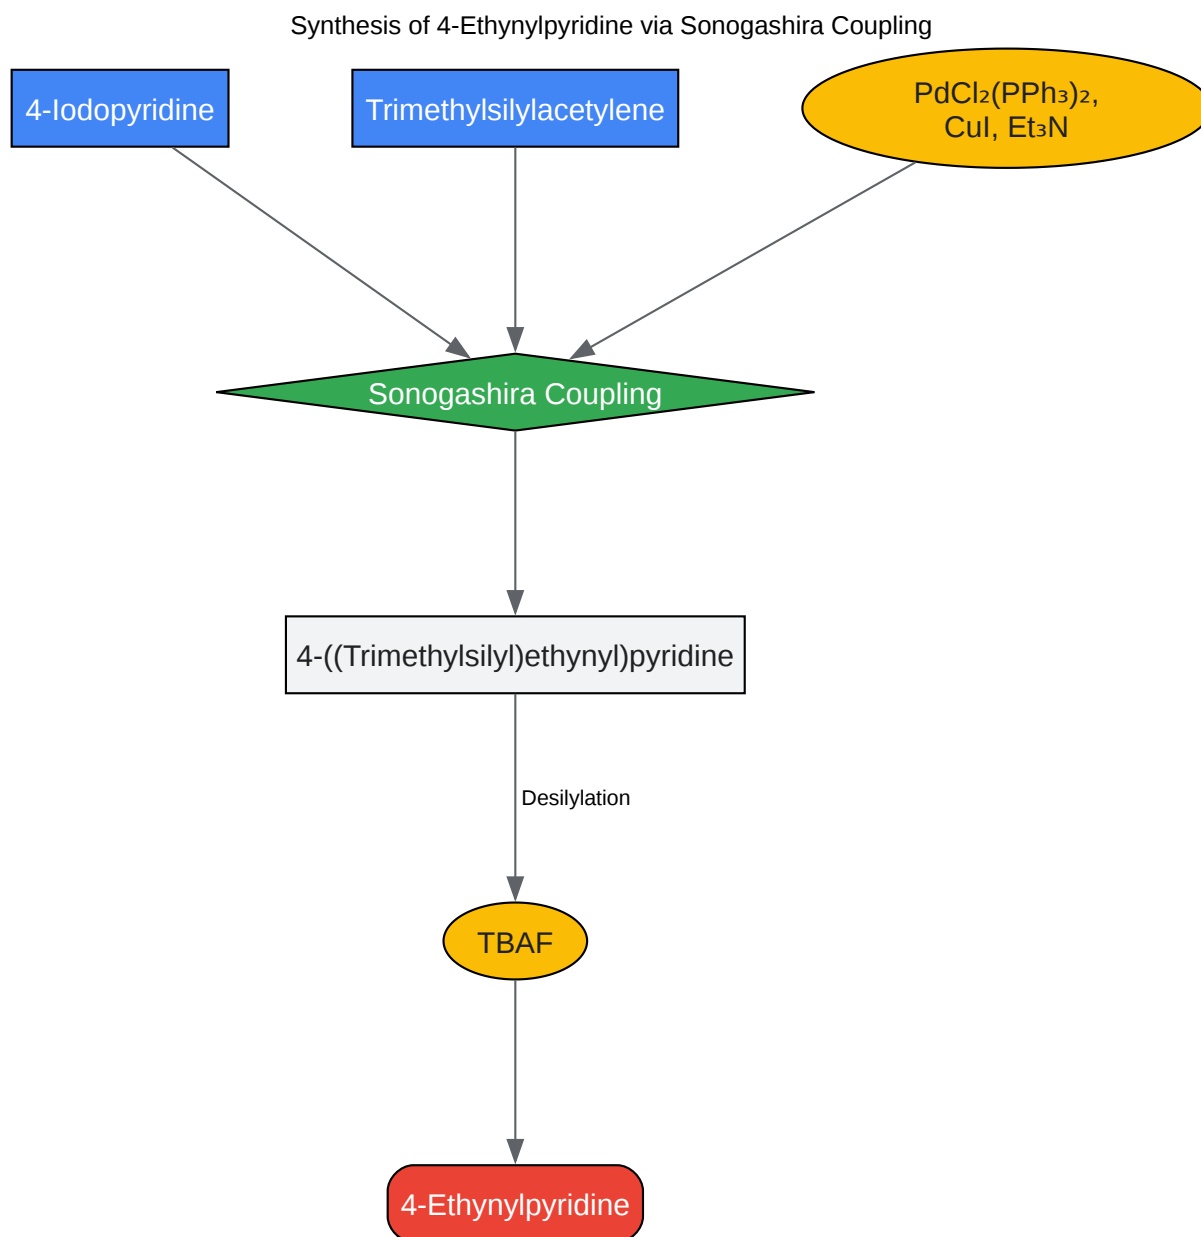 Synthesis of 4-Ethynylpyridine via Sonogashira Coupling
4-Iodopyridine
Trimethylsilylacetylene
PdCl₂(PPh₃)₂,
CuI, Et₃N
Sonogashira Coupling
4-((Trimethylsilyl)ethynyl)pyridine
Desilylation
TBAF
4-Ethynylpyridine